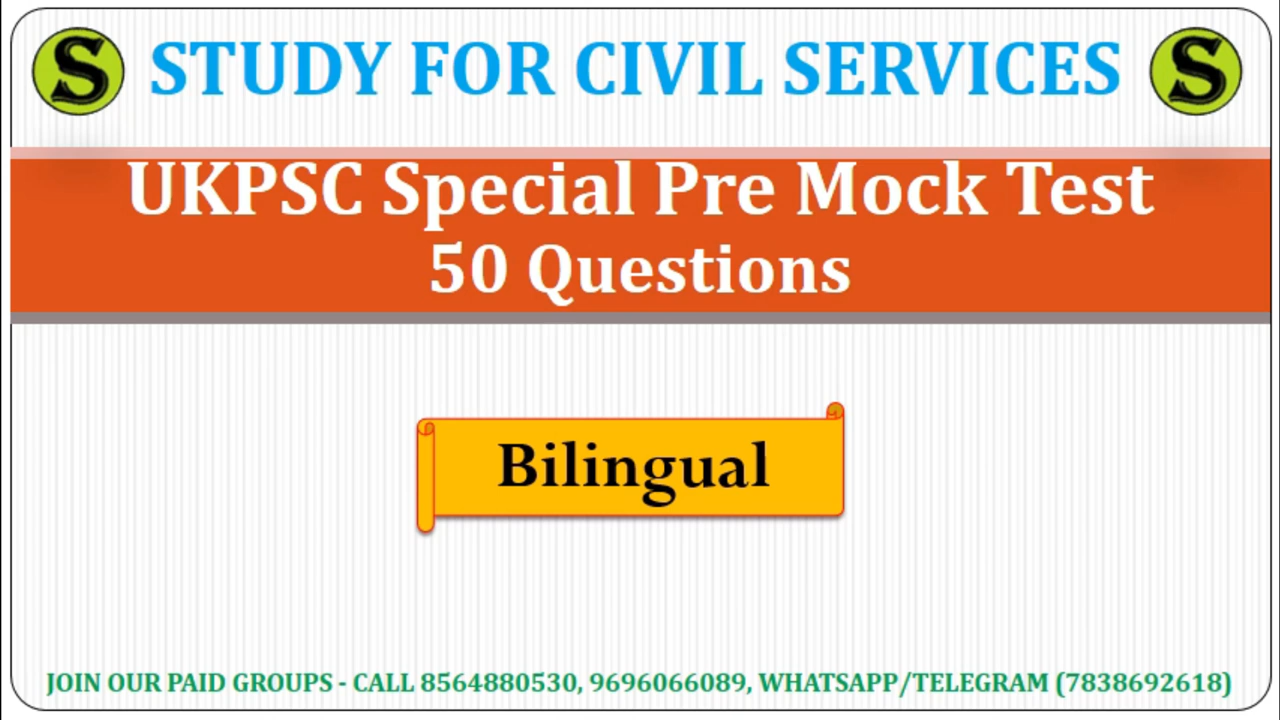 S STUDY FOR CIVIL SERVICES S
UKPSC Special Pre Mock Test
50 Questions
Bilingual
JOIN OUR PAID GROUPS - CALL 8564880530, 9696066089, WHATSAPP/TELEGRAM (7838692618)